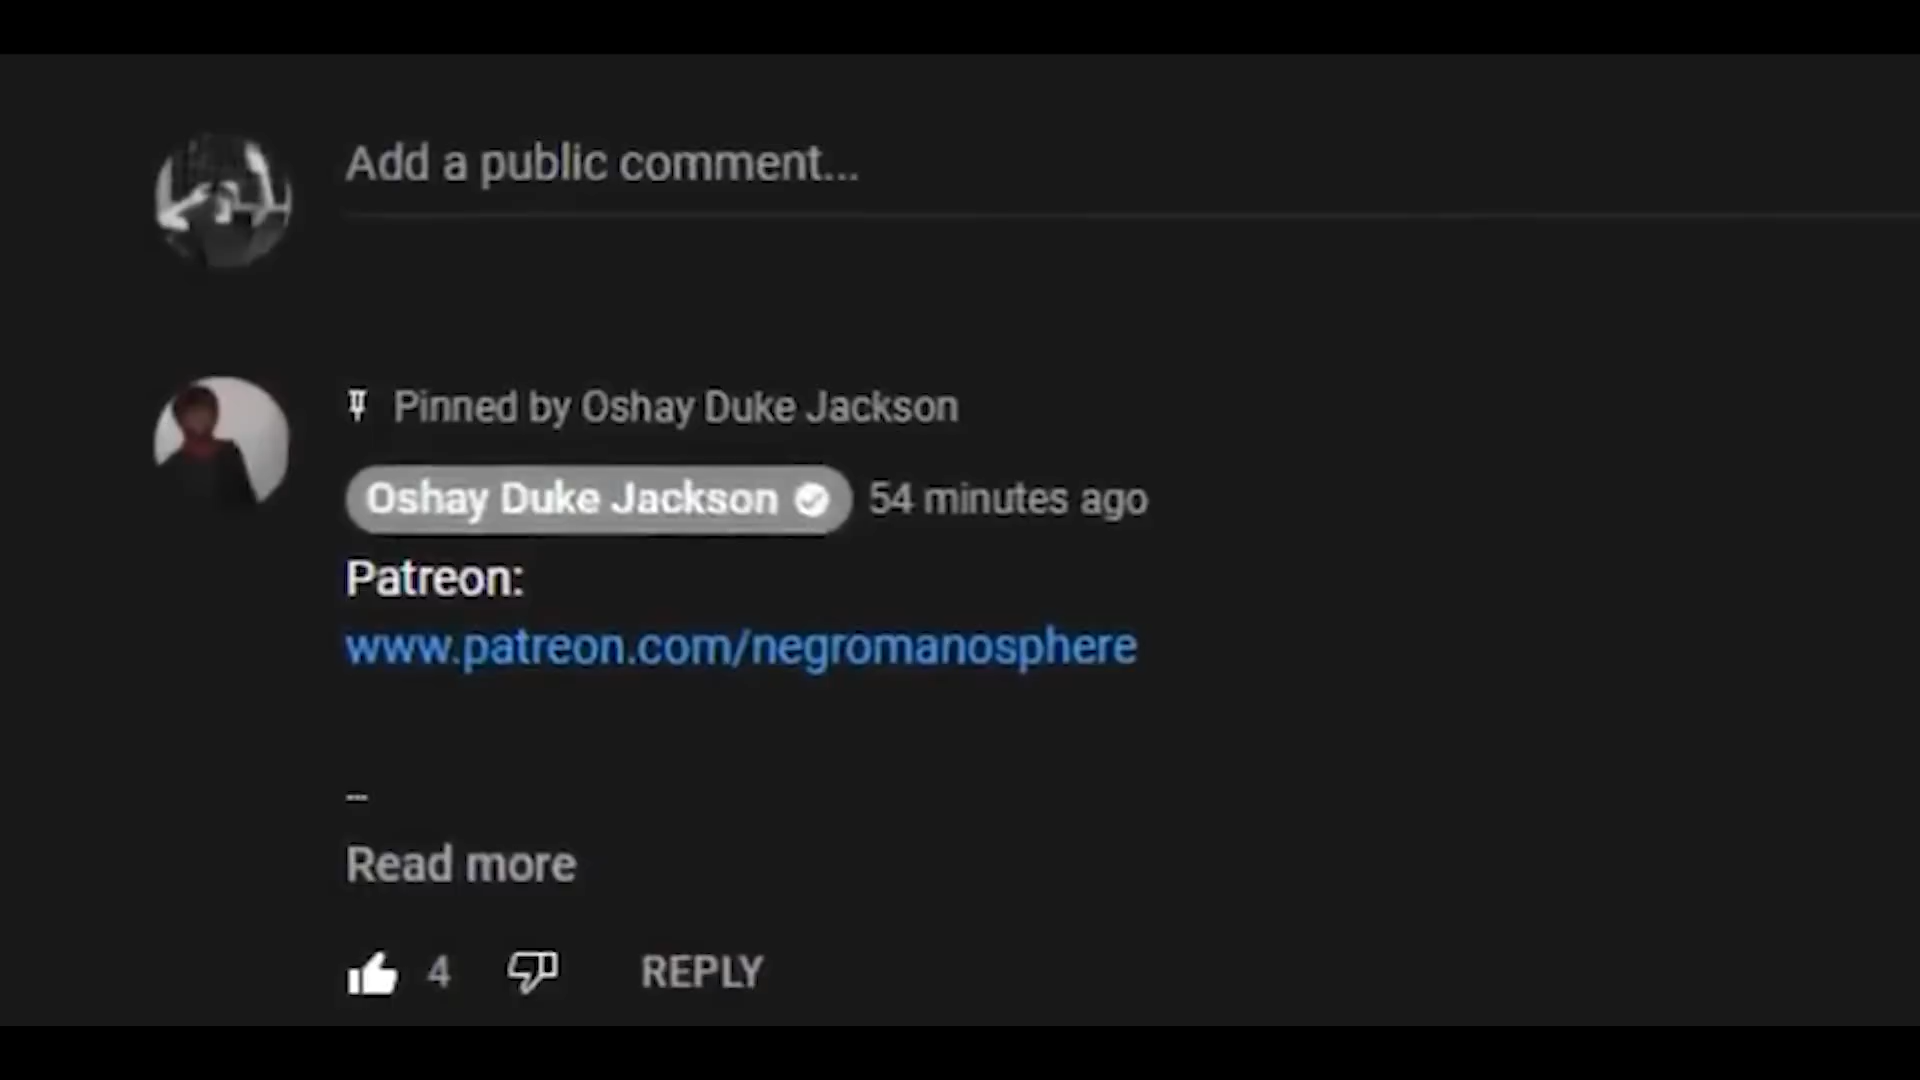 Add a public comment...
Pinned by Oshay Duke Jackson
Oshay Duke Jackson 54 minutes ago
Patreon:
www.patreon.com/negromanosphere
--
Read more
4 REPLY